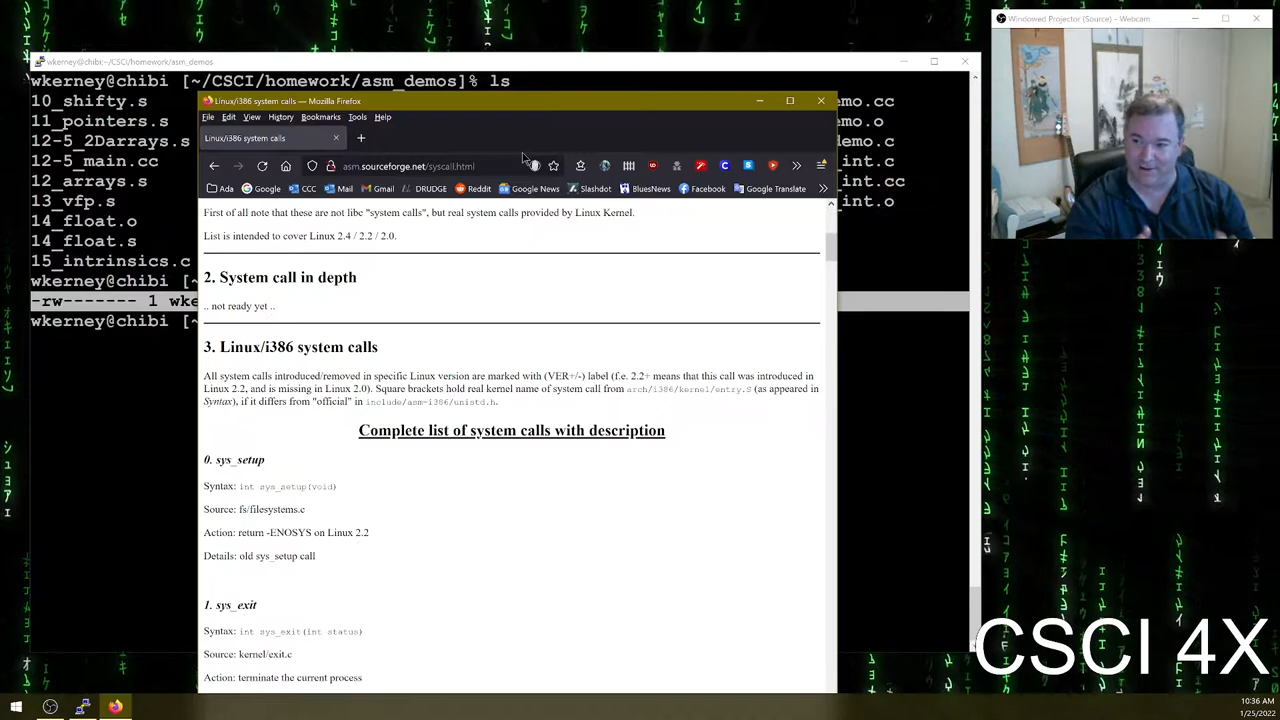 Windowed Projector (Source) - Webcam...
wkerney@chibi:~/CSCI/homework/asm_demos
wkerney@chibi [~/CSCI/homework/asm_demos]% ls
10_shifty.s
11_pointers.s
12-5_2Darrays.s
12-5_main.cc
12_arrays.s
13_vfp.s
14_float.o
14_float.s
15_intrinsics.c
wkerney@chibi [~
-rw------- 1 wke
wkerney@chibi [~
emo.cc
emo.o
_int.c
_int.cc
_int.o
Linux/i386 system calls — Mozilla Firefox
File Edit View History Bookmarks Tools Help
Linux/i386 system calls
asm.sourceforge.net/syscall.html
Ada Google CCC Mail Gmail DRUDGE Reddit Google News Slashdot BluesNews Facebook Google Translate
First of all note that these are not libc "system calls", but real system calls provided by Linux Kernel.
List is intended to cover Linux 2.4 / 2.2 / 2.0.
2. System call in depth
.. not ready yet ..
3. Linux/i386 system calls
All system calls introduced/removed in specific Linux version are marked with (VER+/-) label (f.e. 2.2+ means that this call was introduced in
Linux 2.2, and is missing in Linux 2.0). Square brackets hold real kernel name of system call from arch/i386/kernel/entry.S (as appeared in
Syntax), if it differs from "official" in include/asm-i386/unistd.h.
Complete list of system calls with description
0. sys_setup
Syntax: int sys_setup(void)
Source: fs/filesystems.c
Action: return -ENOSYS on Linux 2.2
Details: old sys_setup call
1. sys_exit
Syntax: int sys_exit(int status)
Source: kernel/exit.c
Action: terminate the current process
CSCI 4X
10:36 AM
1/25/2022